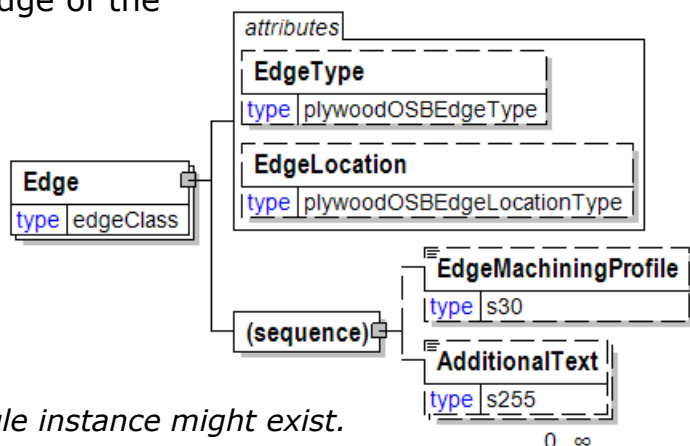 dge of the
attributes
EdgeType
type plywoodOSBEdgeType
EdgeLocation
type plywoodOSBEdgeLocationType
Edge
type edgeClass
EdgeMachiningProfile
type s30
(sequence)
AdditionalText
type s255
0 ∞
le instance might exist.